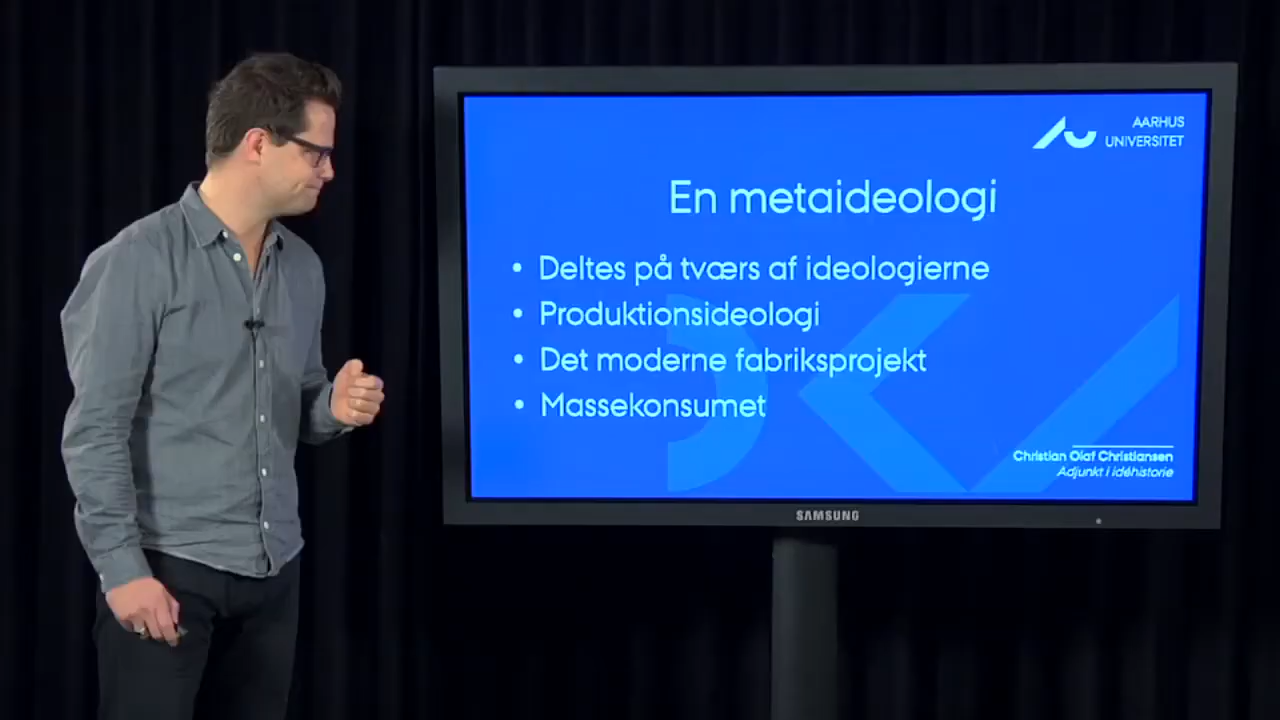 AARHUS
UNIVERSITET
En metaideologi
• Deltes på tværs af ideologierne
• Produktionsideologi
• Det moderne fabriksprojekt
• Massekonsumet
Christian Olaf Christiansen
Adjunkt i idéhistorie
SAMSUNG